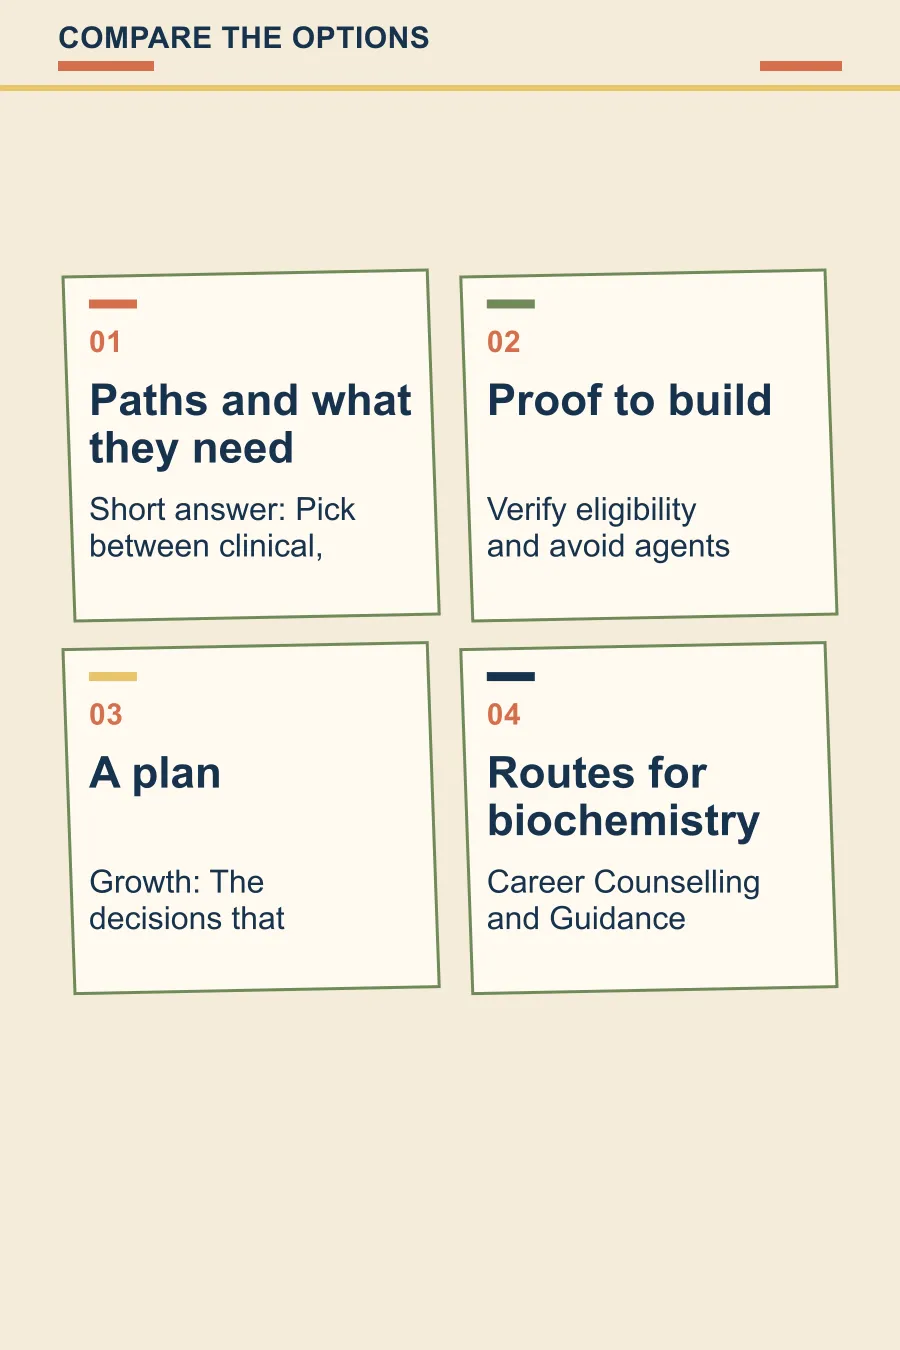 COMPARE THE OPTIONS
01
Paths and what
they need
Short answer: Pick
between clinical,
02
Proof to build
Verify eligibility
and avoid agents
03
A plan
Growth: The
decisions that
04
Routes for
biochemistry
Career Counselling
and Guidance